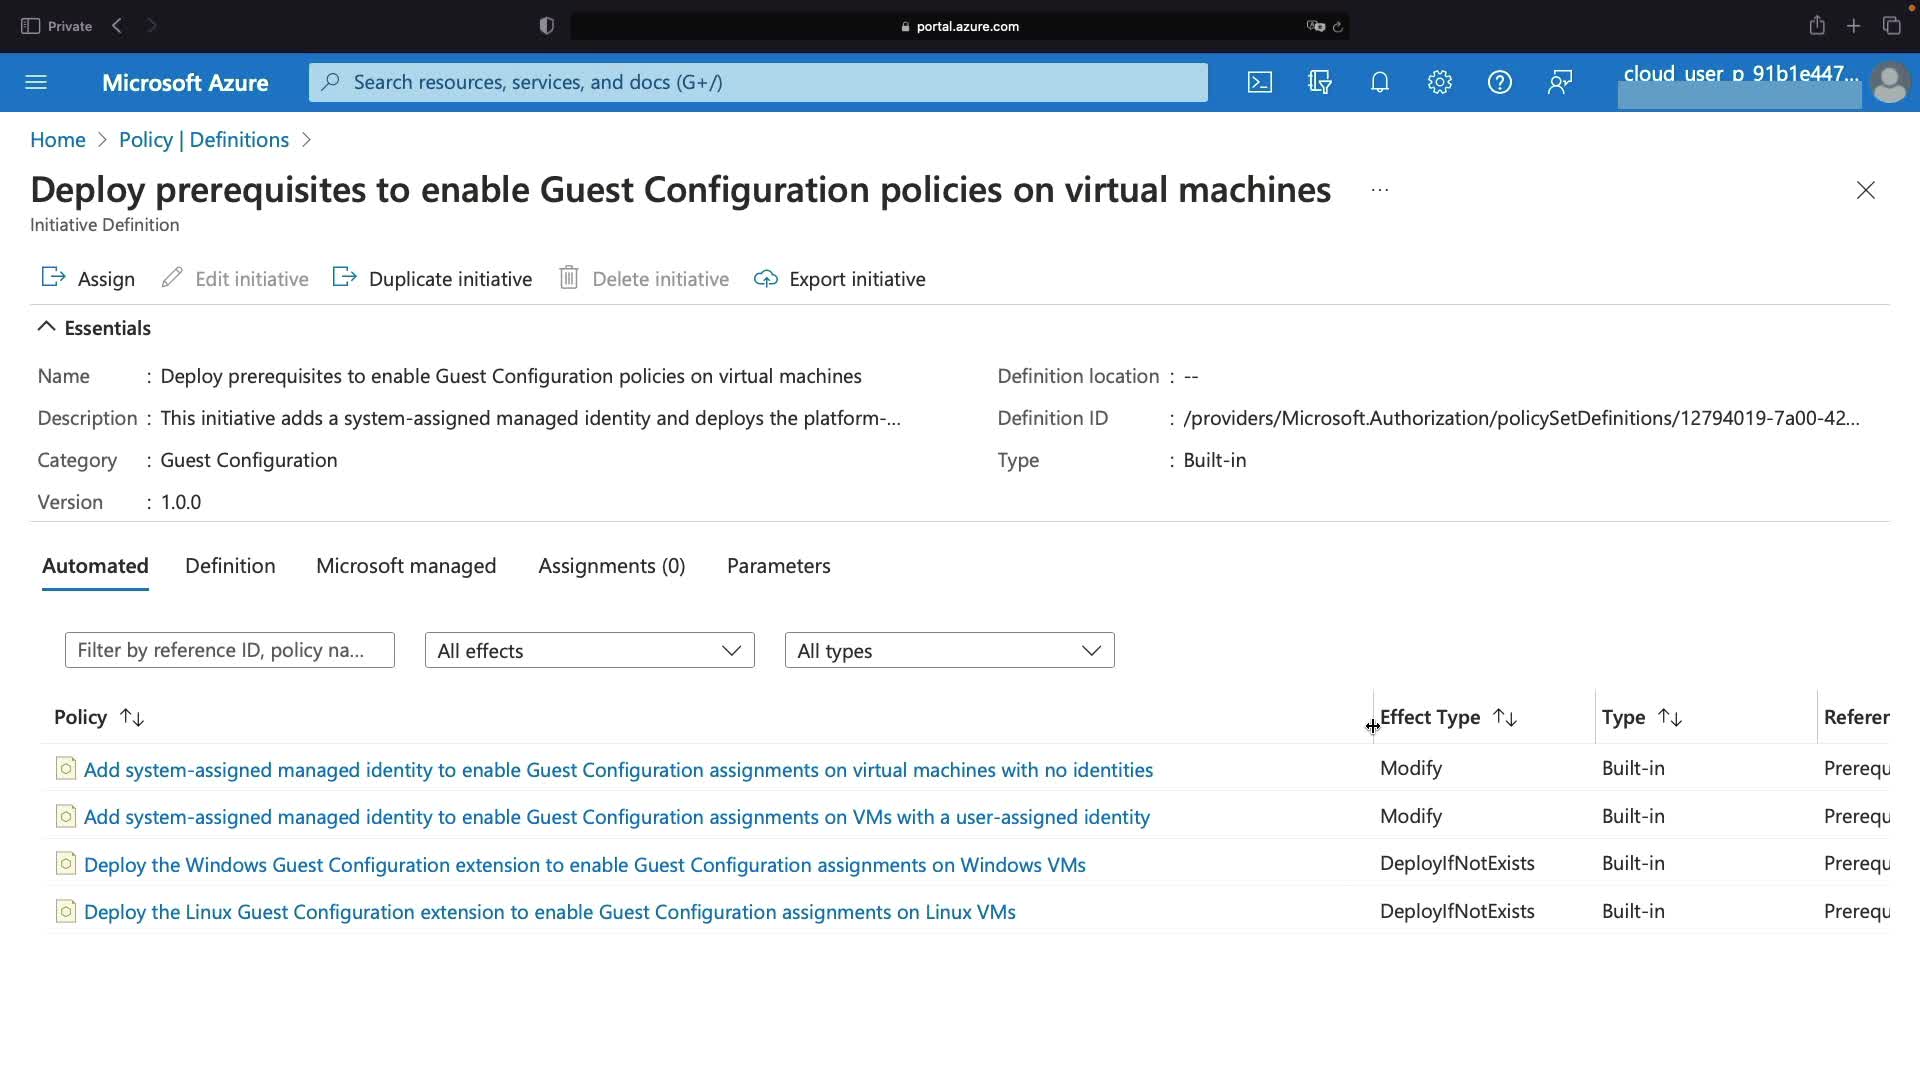 Private
portal.azure.com
Microsoft Azure
Search resources, services, and docs (G+/)
cloud_user_p_91b1e447...
Home > Policy | Definitions >
Deploy prerequisites to enable Guest Configuration policies on virtual machines ...
Initiative Definition
Assign Edit initiative Duplicate initiative Delete initiative Export initiative
Essentials
Name : Deploy prerequisites to enable Guest Configuration policies on virtual machines
Definition location : --
Description : This initiative adds a system-assigned managed identity and deploys the platform-...
Definition ID : /providers/Microsoft.Authorization/policySetDefinitions/12794019-7a00-42...
Category : Guest Configuration
Type : Built-in
Version : 1.0.0
Automated Definition Microsoft managed Assignments (0) Parameters
Filter by reference ID, policy na... All effects All types
Policy Effect Type Type Referen
Add system-assigned managed identity to enable Guest Configuration assignments on virtual machines with no identities Modify Built-in Prerequ
Add system-assigned managed identity to enable Guest Configuration assignments on VMs with a user-assigned identity Modify Built-in Prerequ
Deploy the Windows Guest Configuration extension to enable Guest Configuration assignments on Windows VMs DeployIfNotExists Built-in Prerequ
Deploy the Linux Guest Configuration extension to enable Guest Configuration assignments on Linux VMs DeployIfNotExists Built-in Prerequ